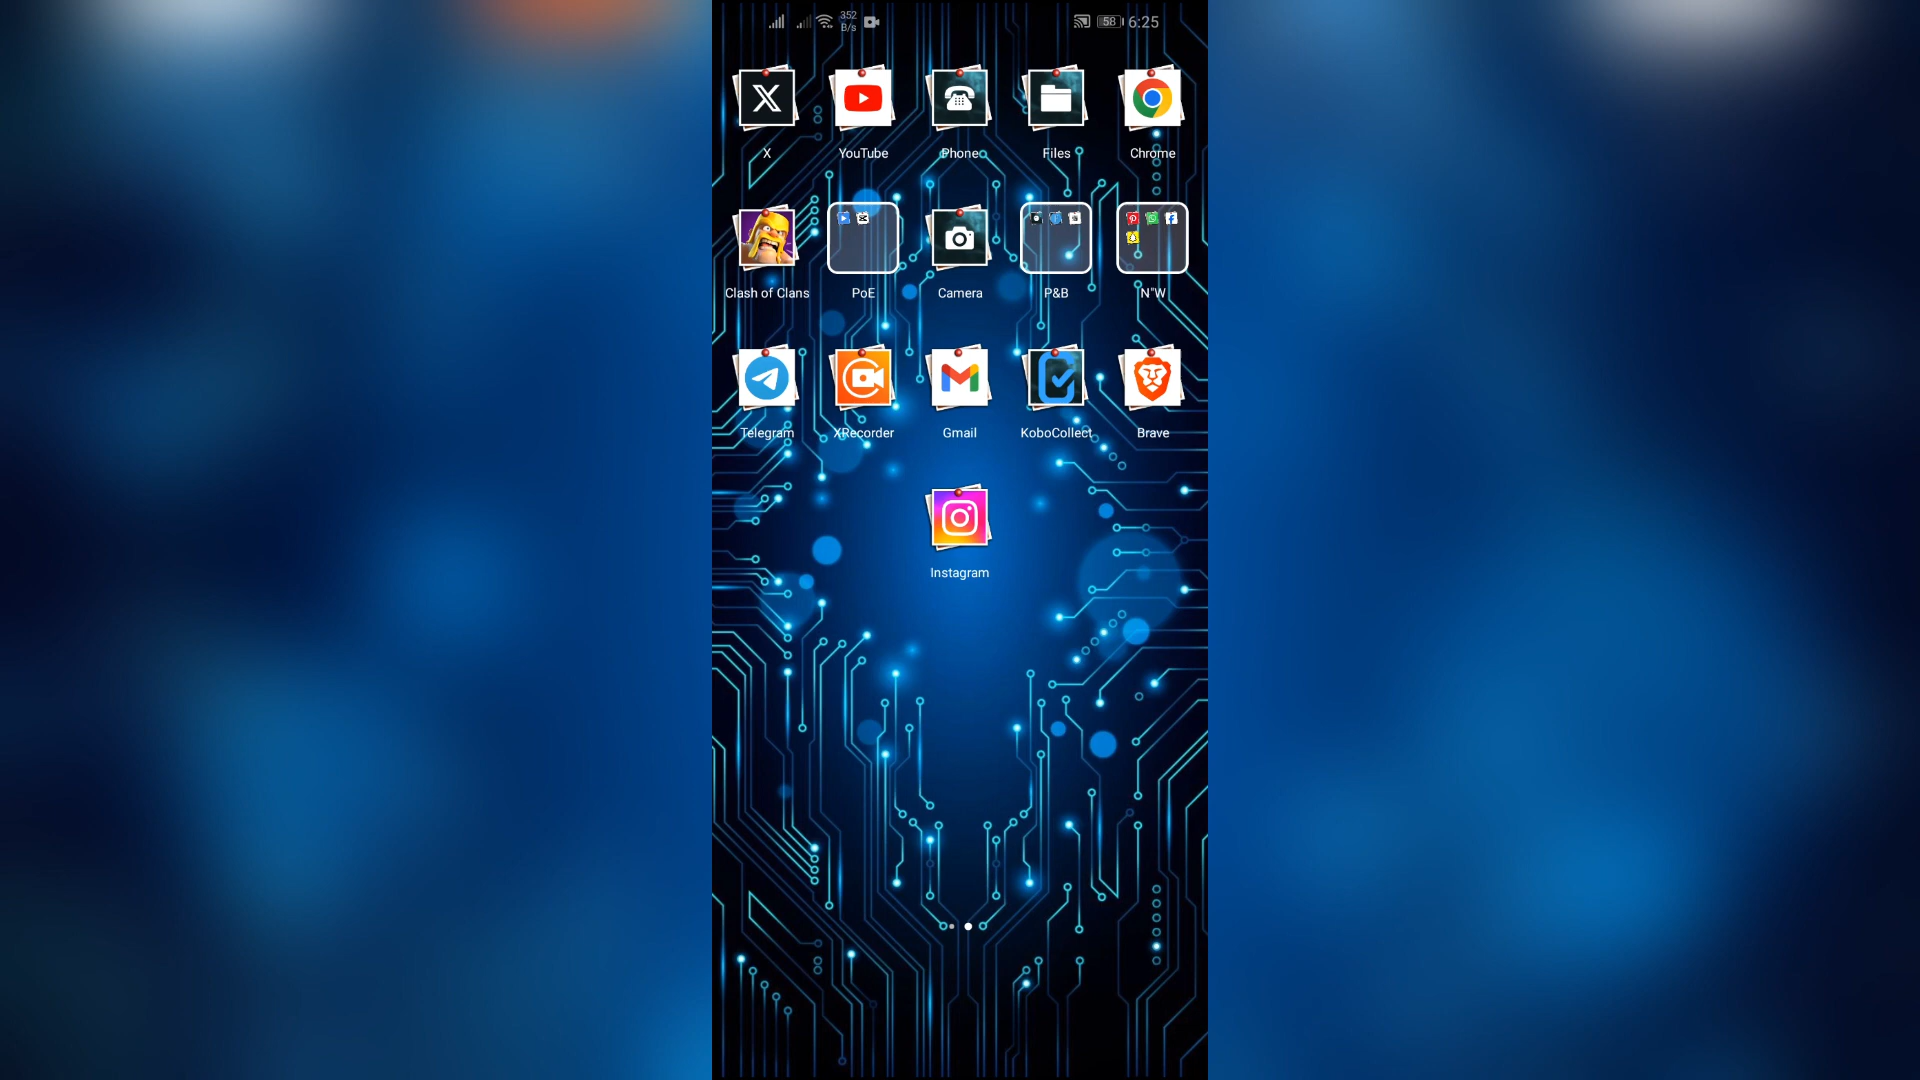 352
B/s
58
6:25
X
YouTube
Phone
Files
Chrome
Clash of Clans
PoE
Camera
P&B
N"W
Telegram
XRecorder
Gmail
KoboCollect
Brave
Instagram